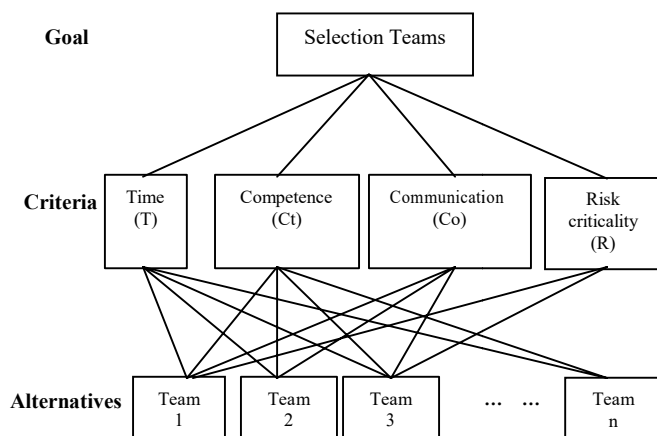 Goal
Selection Teams
Criteria
Time
(T)
Competence
(Ct)
Communication
(Co)
Risk
criticality
(R)
Alternatives
Team
1
Team
2
Team
3
... ...
Team
n